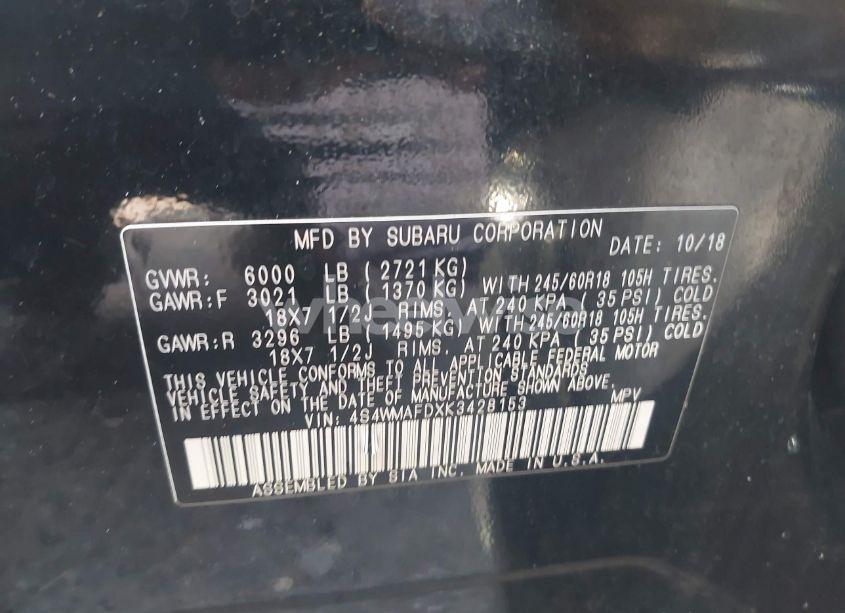 MFD BY SUBARU CORPORATION
DATE: 10/18
GVWR: 6000 LB ( 2721 KG)
GAWR:F 3021 LB ( 1370 KG) WITH 245/60R18 105H TIRES.
18X7 1/2J RIMS. AT 240 KPA ( 35 PSI) COLD
GAWR:R 3296 LB ( 1495 KG) WITH 245/60R18 105H TIRES.
18X7 1/2J RIMS. AT 240 KPA ( 35 PSI) COLD
THIS VEHICLE CONFORMS TO ALL APPLICABLE FEDERAL MOTOR
VEHICLE SAFETY AND THEFT PREVENTION STANDARDS
IN EFFECT ON THE DATE OF MANUFACTURE SHOWN ABOVE.
VIN: 4S4WMAFDXK3428153 MPV
ASSEMBLED BY SIA INC. MADE IN U.S.A.